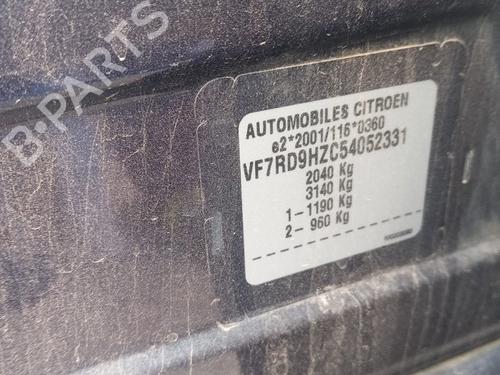 B-PARTS
AUTOMOBILES CITROEN
e2*2001/116*0360
VF7RD9HZC54052331
2040 Kg
3140 Kg
1-1190 Kg
2- 960 Kg